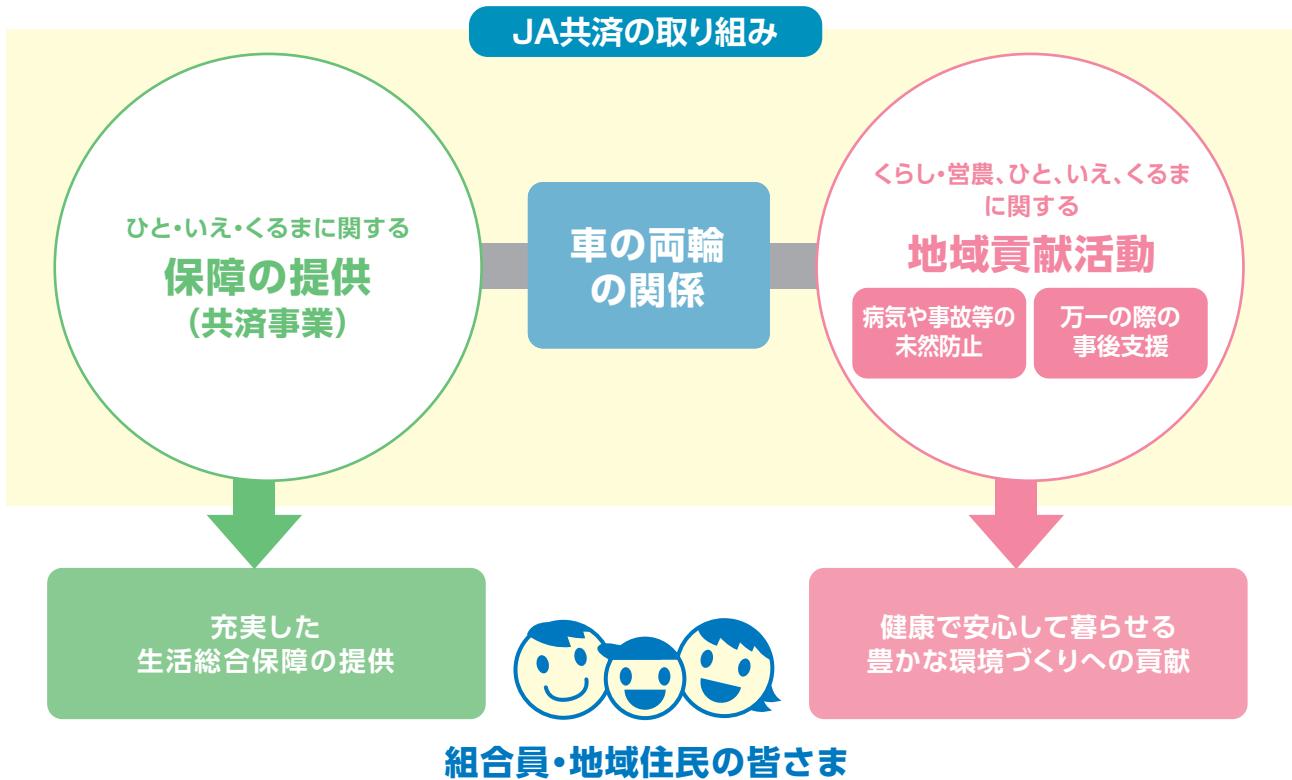 JA共済の取り組み
ひと・いえ・くるまに関する
保障の提供
（共済事業）
車の両輪
の関係
くらし・営農、ひと、いえ、くるま
に関する
地域貢献活動
病気や事故等の
未然防止
万一の際の
事後支援
充実した
生活総合保障の提供
健康で安心して暮らせる
豊かな環境づくりへの貢献
組合員・地域住民の皆さま